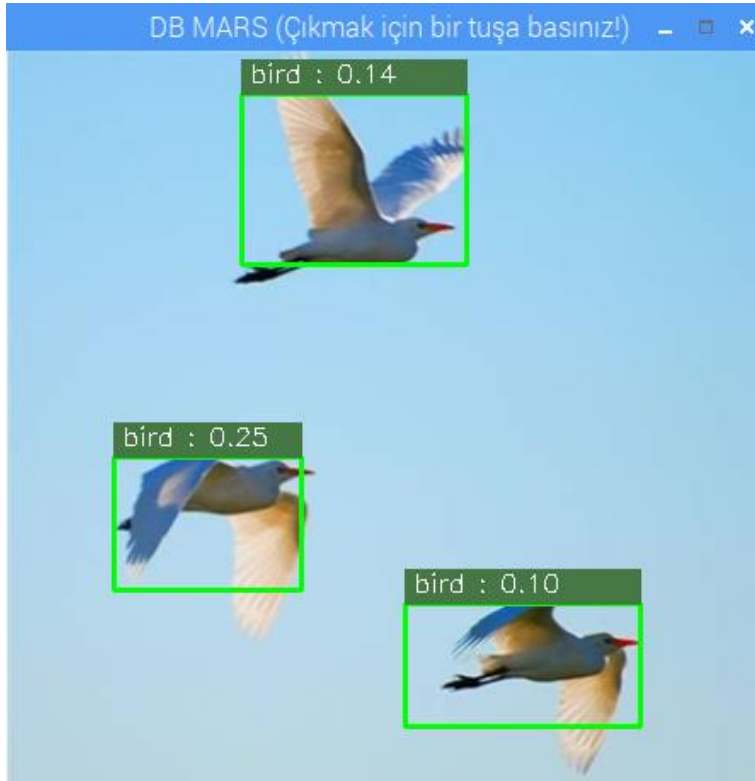 DB MARS (Çıkmak için bir tuşa basınız!)
bird : 0.14
bird : 0.25
bird : 0.10